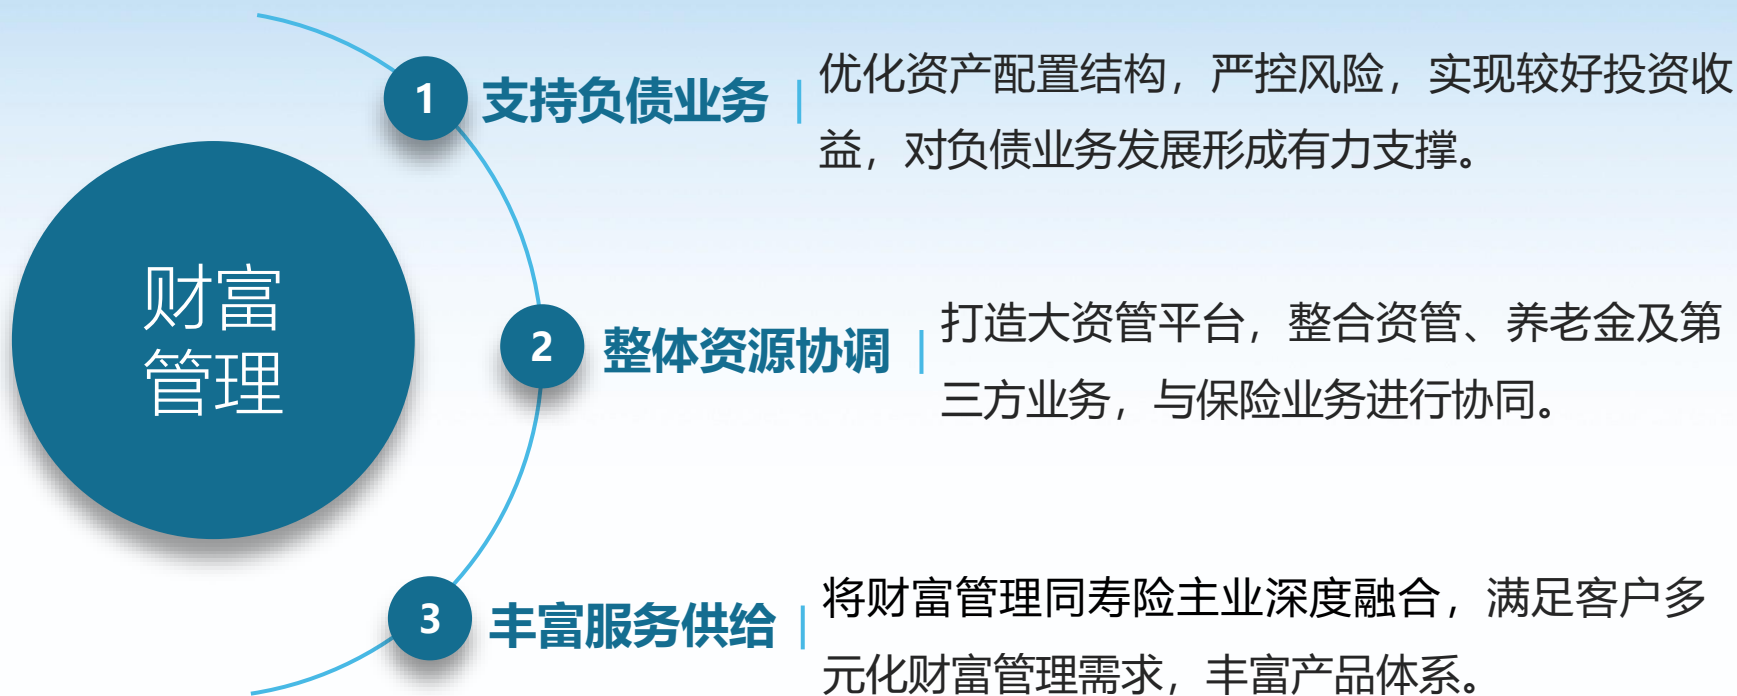 财富
管理
1
支持负债业务
优化资产配置结构，严控风险，实现较好投资收
益，对负债业务发展形成有力支撑。
2
整体资源协调
打造大资管平台，整合资管、养老金及第
三方业务，与保险业务进行协同。
3
丰富服务供给
将财富管理同寿险主业深度融合，满足客户多
元化财富管理需求，丰富产品体系。